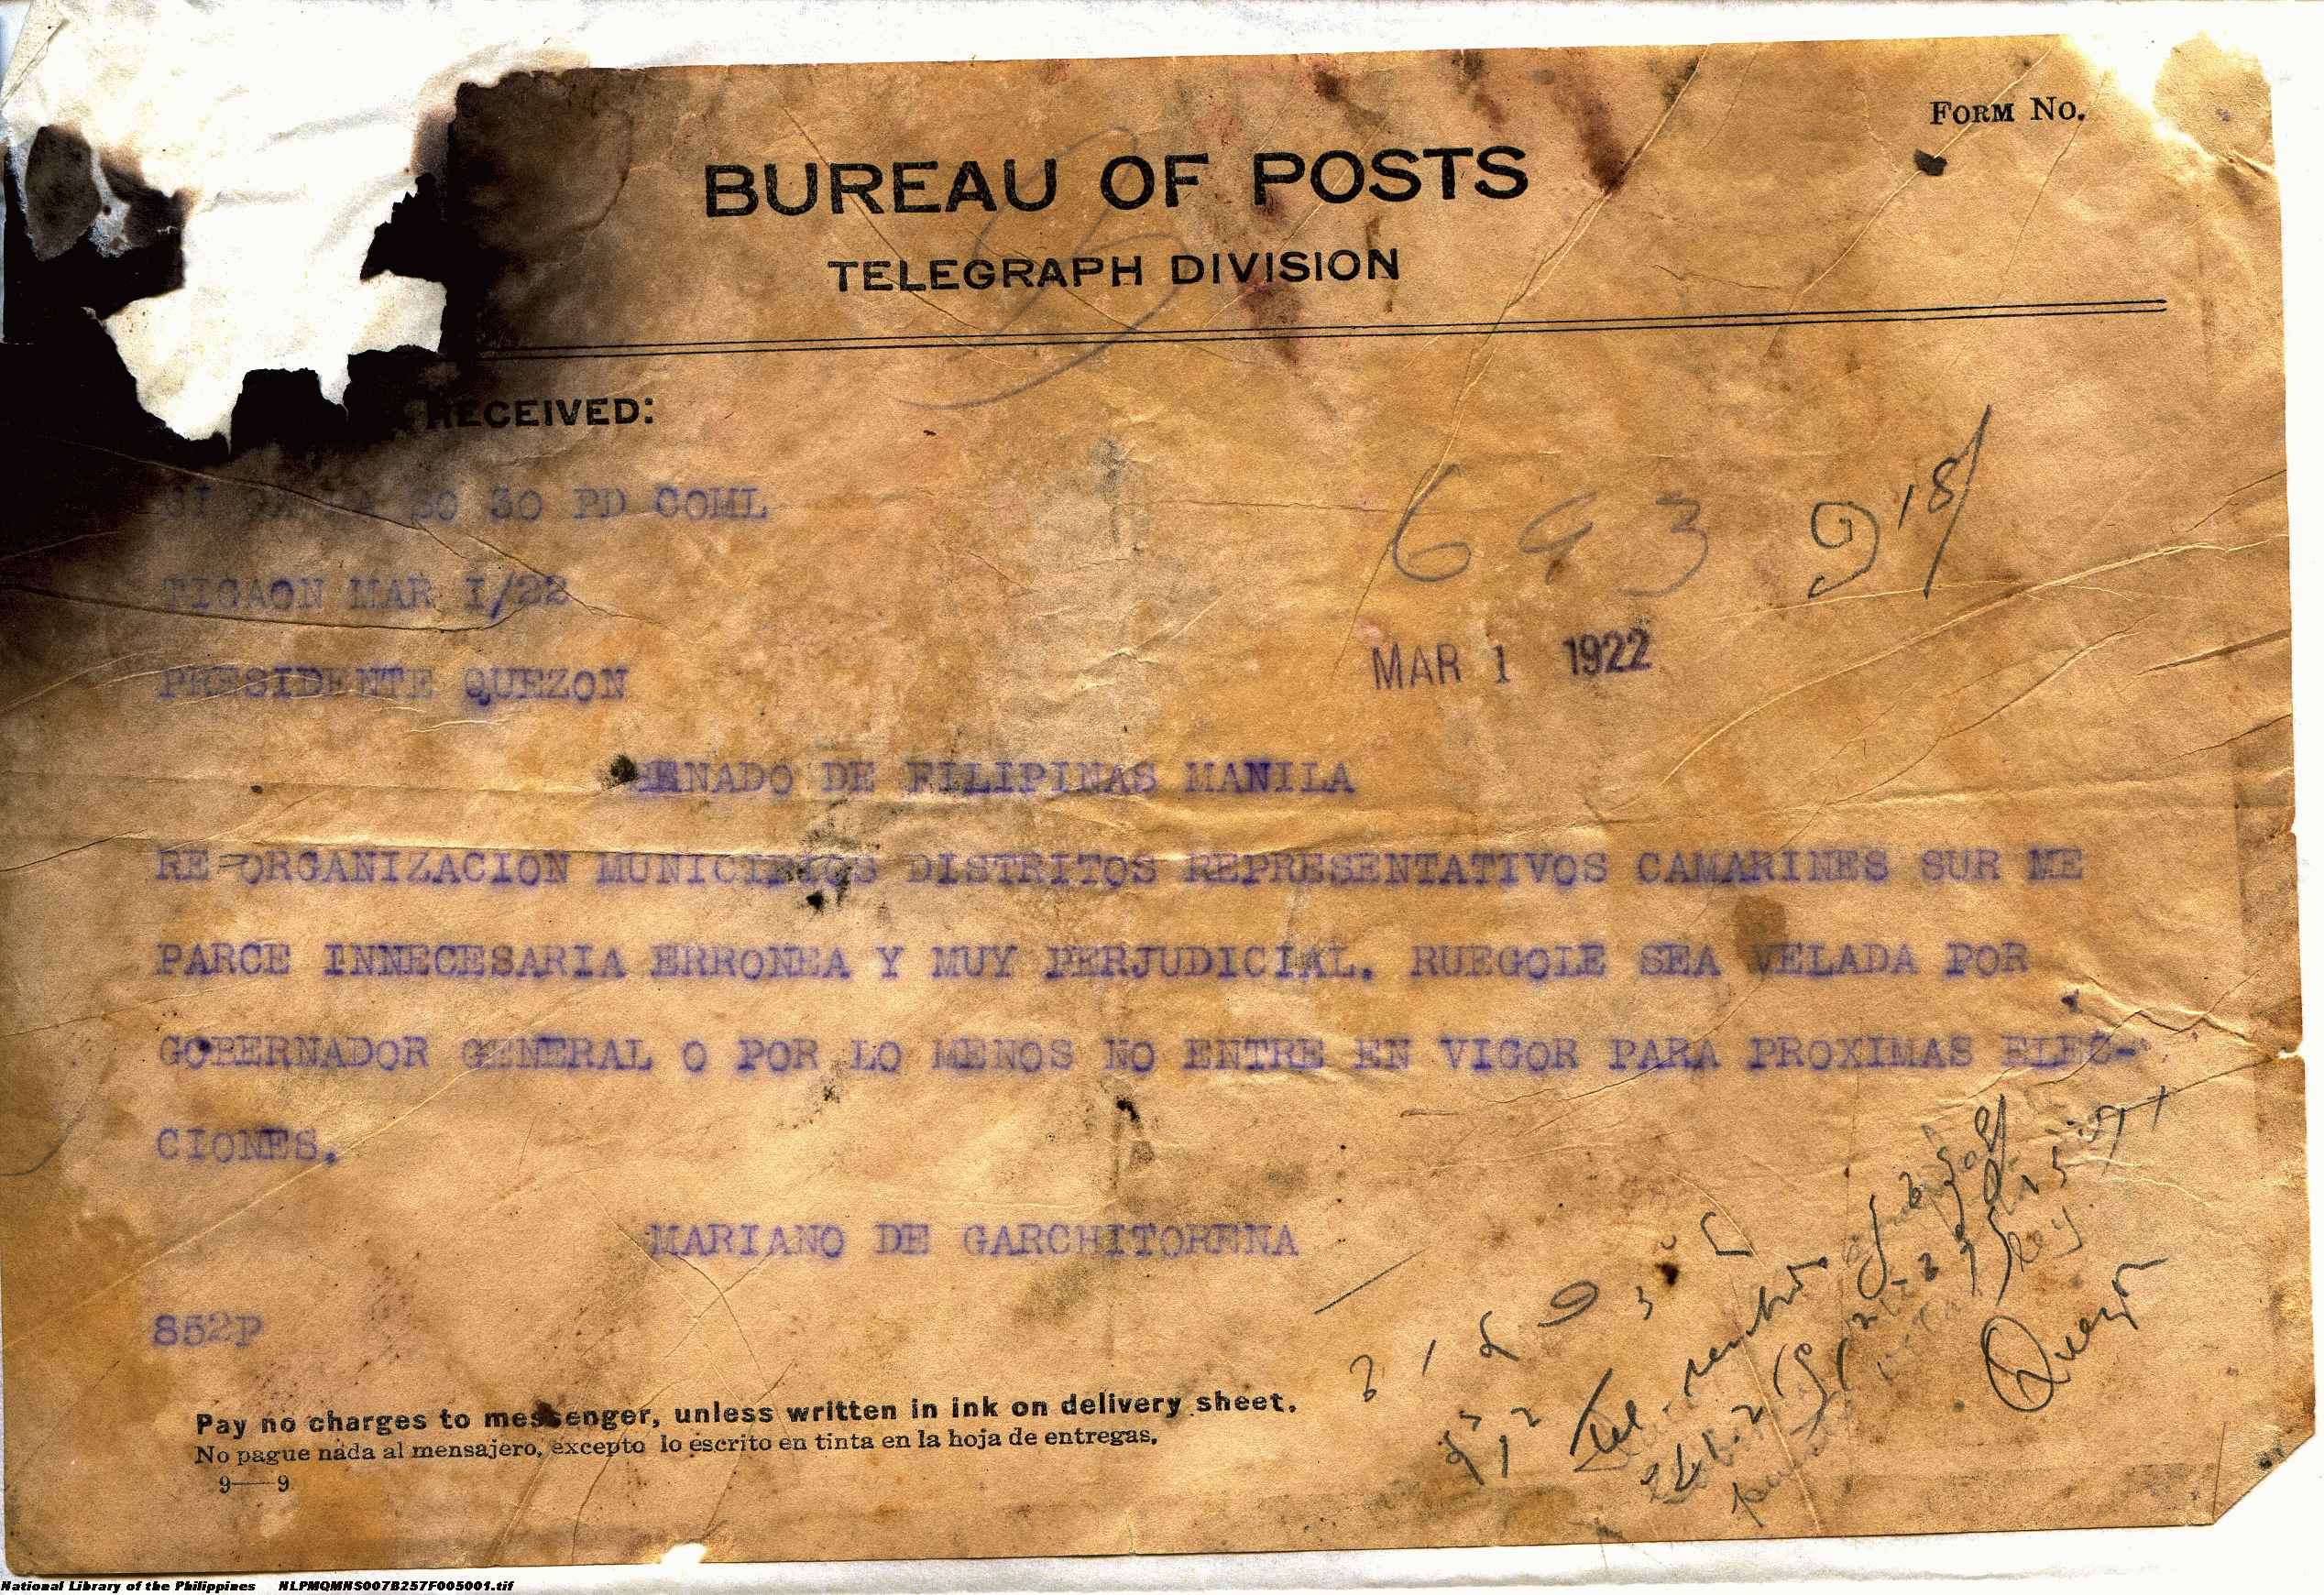 FORM NO.
BUREAU OF POSTS
TELEGRAPH DIVISION
RECEIVED:
30 30 PD COML
693 9 18/
TIGAON MAR I/22
MAR 1 1922
PRESIDENTE QUEZON
SENADO DE FILIPINAS MANILA
RE-ORGANIZACION MUNICIPIOS DISTRITOS REPRESENTATIVOS CAMARINES SUR ME
PARCE INNECESARIA ERRONEA Y MUY PERJUDICIAL. RUEGOLE SEA VELADA POR
GOBERNADOR GENERAL O POR LO MENOS NO ENTRE EN VIGOR PARA PROXIMAS ELEC-
CIONES.
MARIANO DE GARCHITORENA
852P
Quezon
Pay no charges to messenger, unless written in ink on delivery sheet.
No pague nada al mensajero, excepto lo escrito en tinta en la hoja de entregas.
9—9
National Library of the Philippines NLPMQMNS007B257F005001.tif